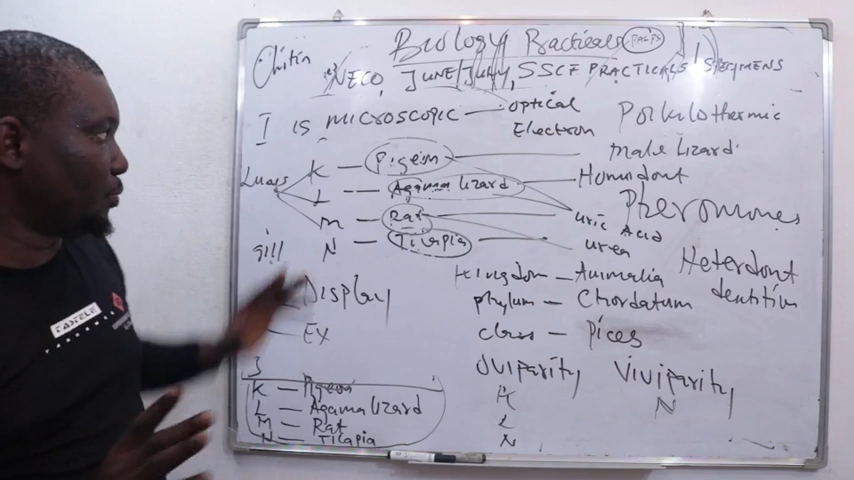 Biology Practicals
Chitin
NECO, JUNE/JULY, SSCE PRACTICALS SPECIMENS
I is microscopic — optical
Electron
Poikilothermic
Lungs
K — Pigeon
male lizard
L — Agama lizard
Homodont
M — Rat
uric Acid
Pheromones
gill
N — Tilapia
urea
Display
Kingdom — Animalia
Heterdont
dentition
phylum — Chordatum
— EX
class — Pices
3
Oviparity
Viviparity
K — Pigeon
K
N
L — Agama lizard
L
M — Rat
N — Tilapia
N